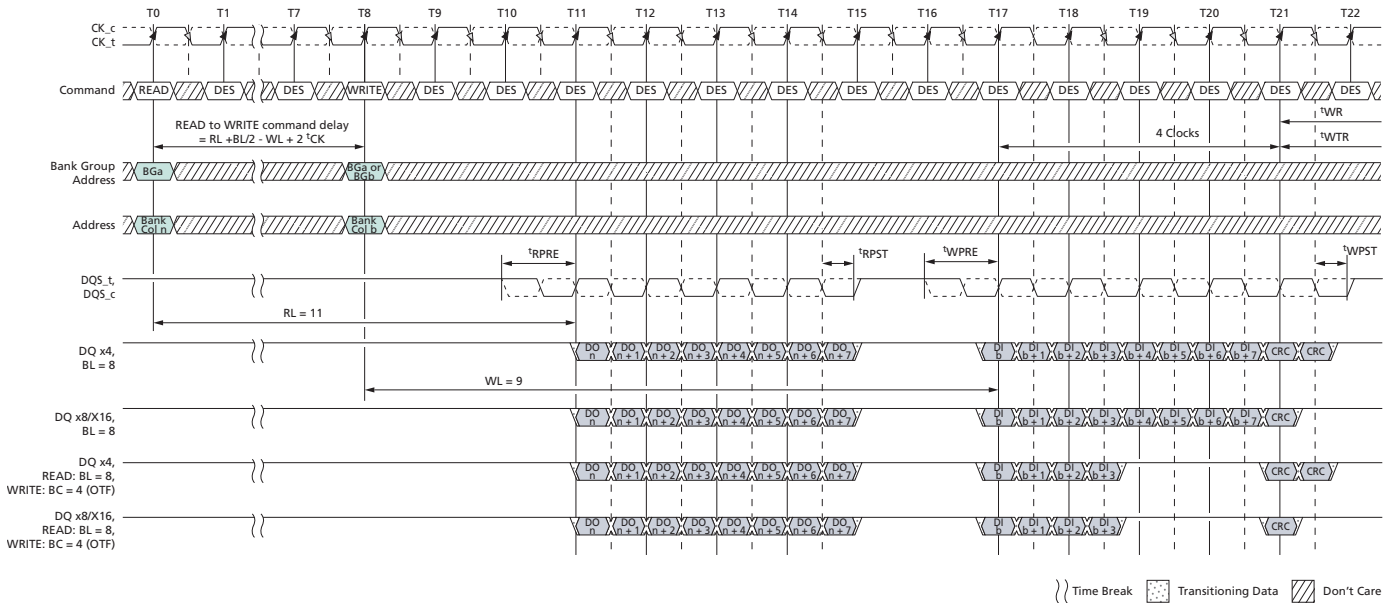 T0 T1 T7 T8 T9 T10 T11 T12 T13 T14 T15 T16 T17 T18 T19 T20 T21 T22
CK_c
CK_t
Command READ DES DES WRITE DES DES DES DES DES DES DES DES DES DES DES DES DES DES
tWR
READ to WRITE command delay
= RL +BL/2 - WL + 2 tCK
4 Clocks
tWTR
Bank Group
Address
BGa
BGa or
BGb
Address
Bank
Col n
Bank
Col b
tRPRE tRPST tWPRE tWPST
DQS_t,
DQS_c
RL = 11
DQ x4,
BL = 8
DO n DO n + 1 DO n + 2 DO n + 3 DO n + 4 DO n + 5 DO n + 6 DO n + 7 DI b DI b + 1 DI b + 2 DI b + 3 DI b + 4 DI b + 5 DI b + 6 DI b + 7 CRC CRC
WL = 9
DQ x8/X16,
BL = 8
DO n DO n + 1 DO n + 2 DO n + 3 DO n + 4 DO n + 5 DO n + 6 DO n + 7 DI b DI b + 1 DI b + 2 DI b + 3 DI b + 4 DI b + 5 DI b + 6 DI b + 7 CRC
DQ x4,
READ: BL = 8,
WRITE: BC = 4 (OTF)
DO n DO n + 1 DO n + 2 DO n + 3 DO n + 4 DO n + 5 DO n + 6 DO n + 7 DI b DI b + 1 DI b + 2 DI b + 3 CRC CRC
DQ x8/X16,
READ: BL = 8,
WRITE: BC = 4 (OTF)
DO n DO n + 1 DO n + 2 DO n + 3 DO n + 4 DO n + 5 DO n + 6 DO n + 7 DI b DI b + 1 DI b + 2 DI b + 3 CRC
Time Break Transitioning Data Don't Care